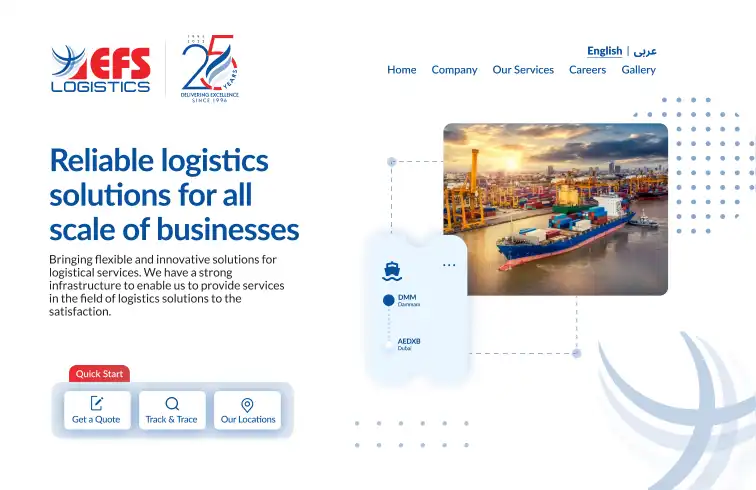 EFS
LOGISTICS
1996
2021
25
YEARS
DELIVERING EXCELLENCE
SINCE 1996
English | عربى
Home Company Our Services Careers Gallery
Reliable logistics
solutions for all
scale of businesses
Bringing flexible and innovative solutions for
logistical services. We have a strong
infrastructure to enable us to provide services
in the field of logistics solutions to the
satisfaction.
DMM
Dammam
AEDXB
Dubai
Quick Start
Get a Quote Track & Trace Our Locations